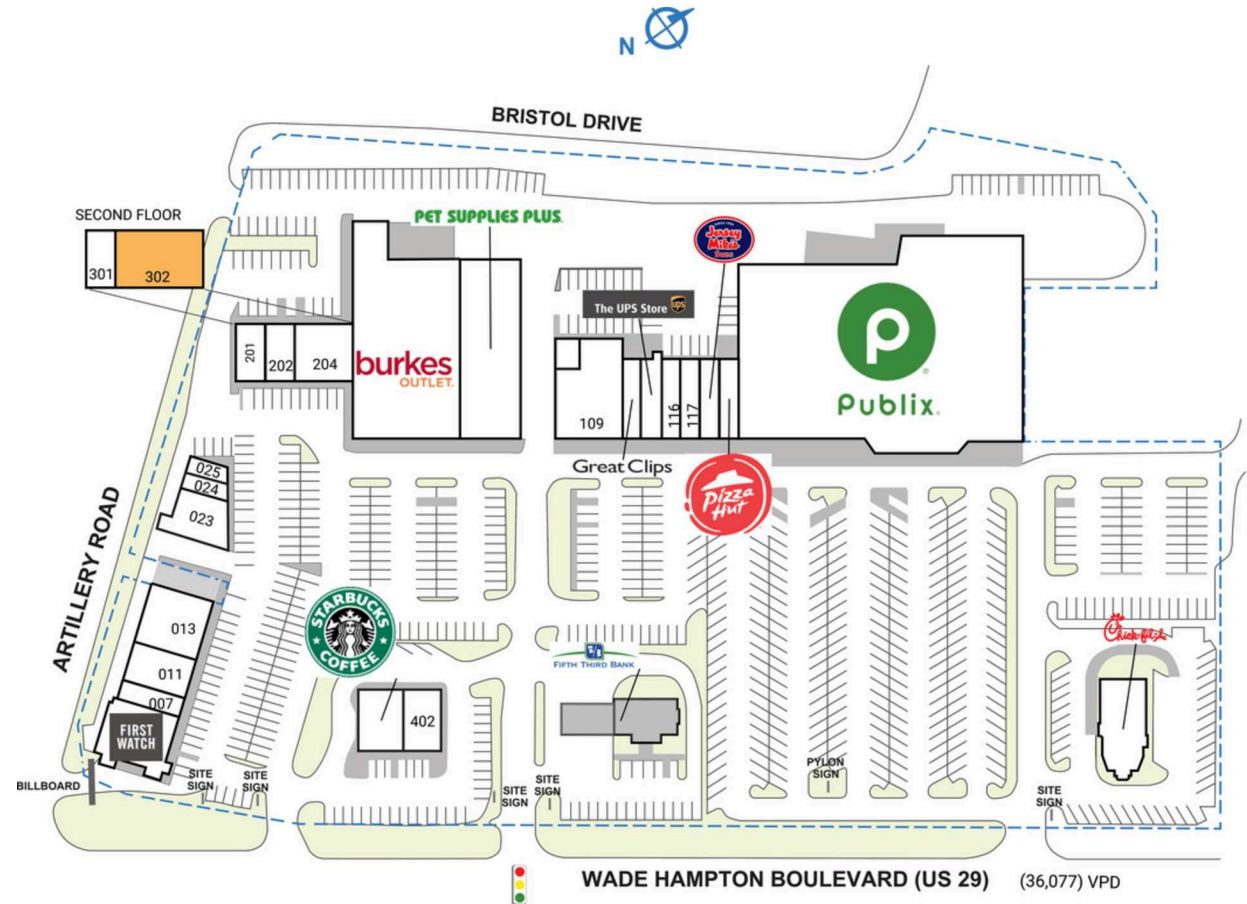 N
BRISTOL DRIVE
SECOND FLOOR
301
302
PET SUPPLIES PLUS.
SINCE 1956
Jersey
Mike's
Subs
The UPS Store
ups
201
202
204
burkes
OUTLET.
109
116
117
Publix.
Great Clips
Pizza
Hut
025
024
023
ARTILLERY ROAD
013
011
007
FIRST
WATCH
STARBUCKS
COFFEE
402
FIFTH THIRD BANK
Chick-fil-A
BILLBOARD
SITE
SIGN
SITE
SIGN
SITE
SIGN
SITE
SIGN
PYLON
SIGN
SITE
SIGN
WADE HAMPTON BOULEVARD (US 29)
(36,077) VPD